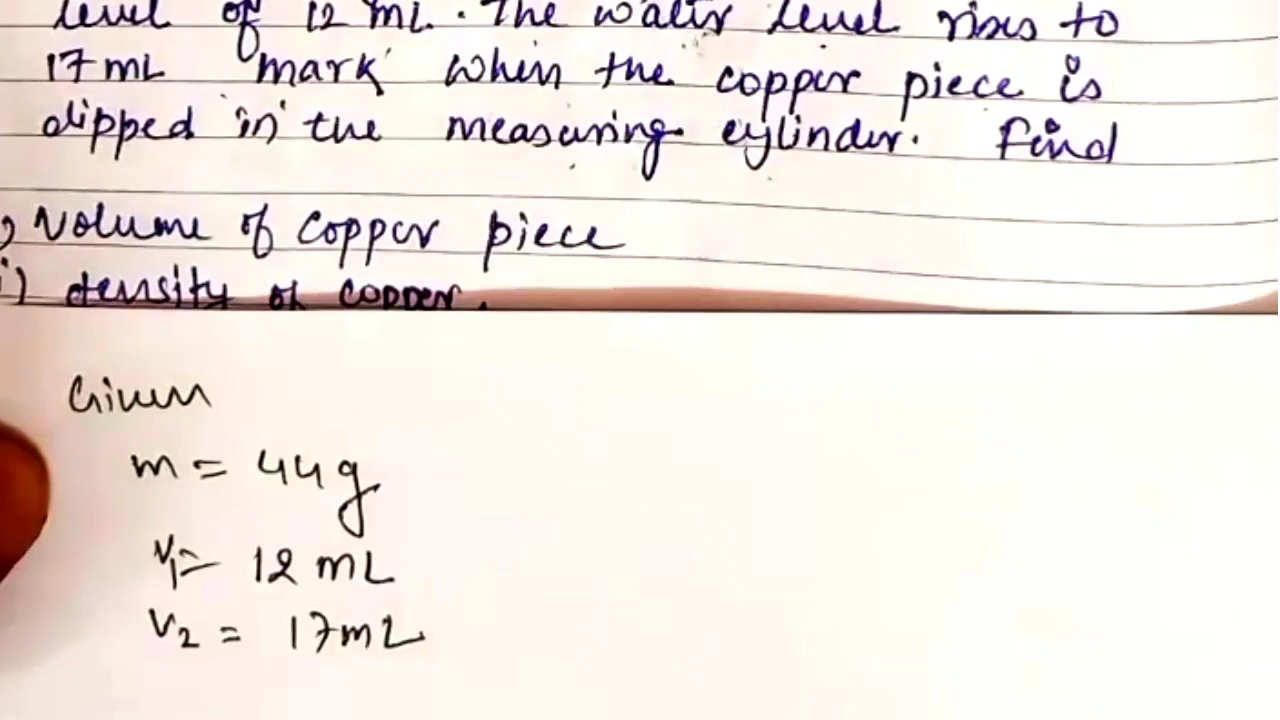 level of 12 mL. The water level rises to
17 mL mark when the copper piece is
dipped in the measuring cylinder. Find
) Volume of Copper piece
i) density of copper.
Given
m = 44g
V1= 12 mL
V2 = 17mL